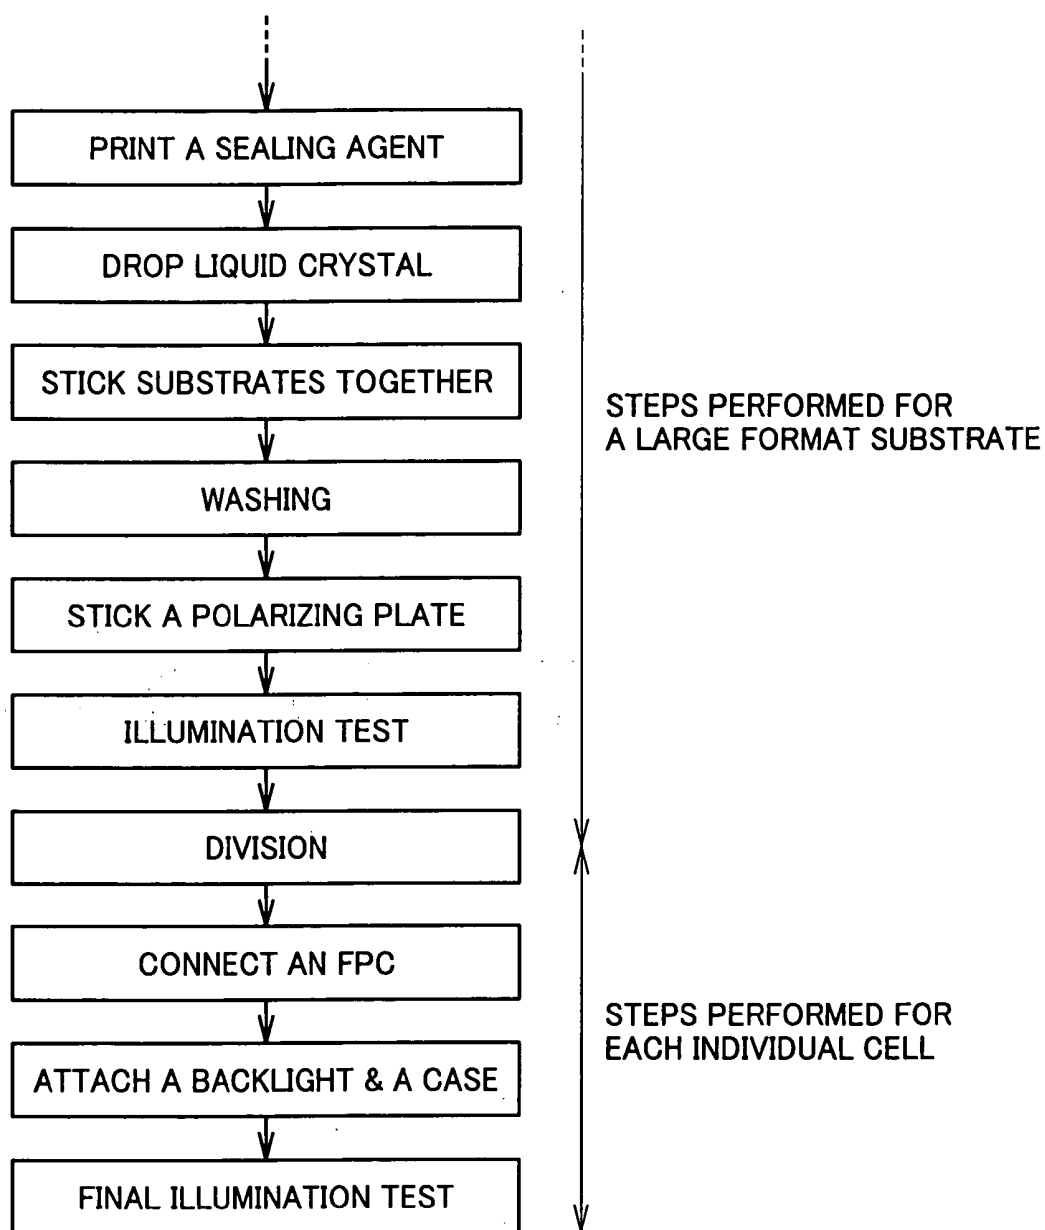 PRINT A SEALING AGENT
DROP LIQUID CRYSTAL
STICK SUBSTRATES TOGETHER
WASHING
STICK A POLARIZING PLATE
ILLUMINATION TEST
DIVISION
CONNECT AN FPC
ATTACH A BACKLIGHT & A CASE
FINAL ILLUMINATION TEST
STEPS PERFORMED FOR
A LARGE FORMAT SUBSTRATE
STEPS PERFORMED FOR
EACH INDIVIDUAL CELL